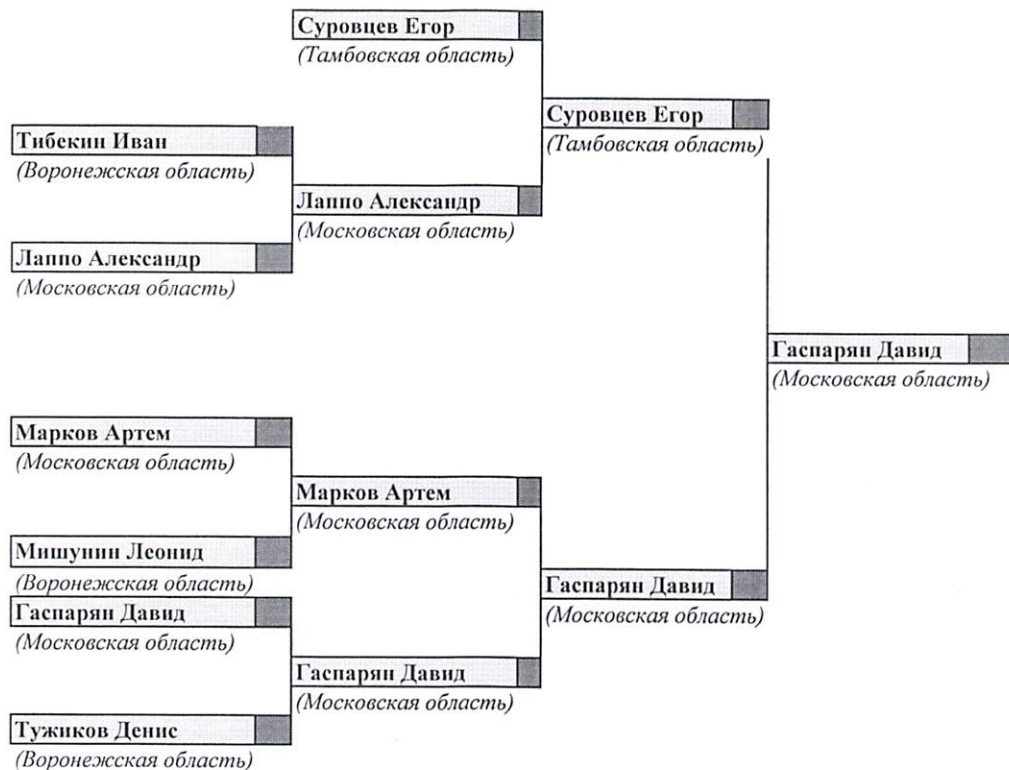 Суровцев Егор
(Тамбовская область)
Суровцев Егор
(Тамбовская область)
Тибекин Иван
(Воронежская область)
Лаппо Александр
(Московская область)
Лаппо Александр
(Московская область)
Гаспарян Давид
(Московская область)
Марков Артем
(Московская область)
Марков Артем
(Московская область)
Мишунин Леонид
(Воронежская область)
Гаспарян Давид
(Московская область)
Гаспарян Давид
(Московская область)
Гаспарян Давид
(Московская область)
Тужиков Денис
(Воронежская область)